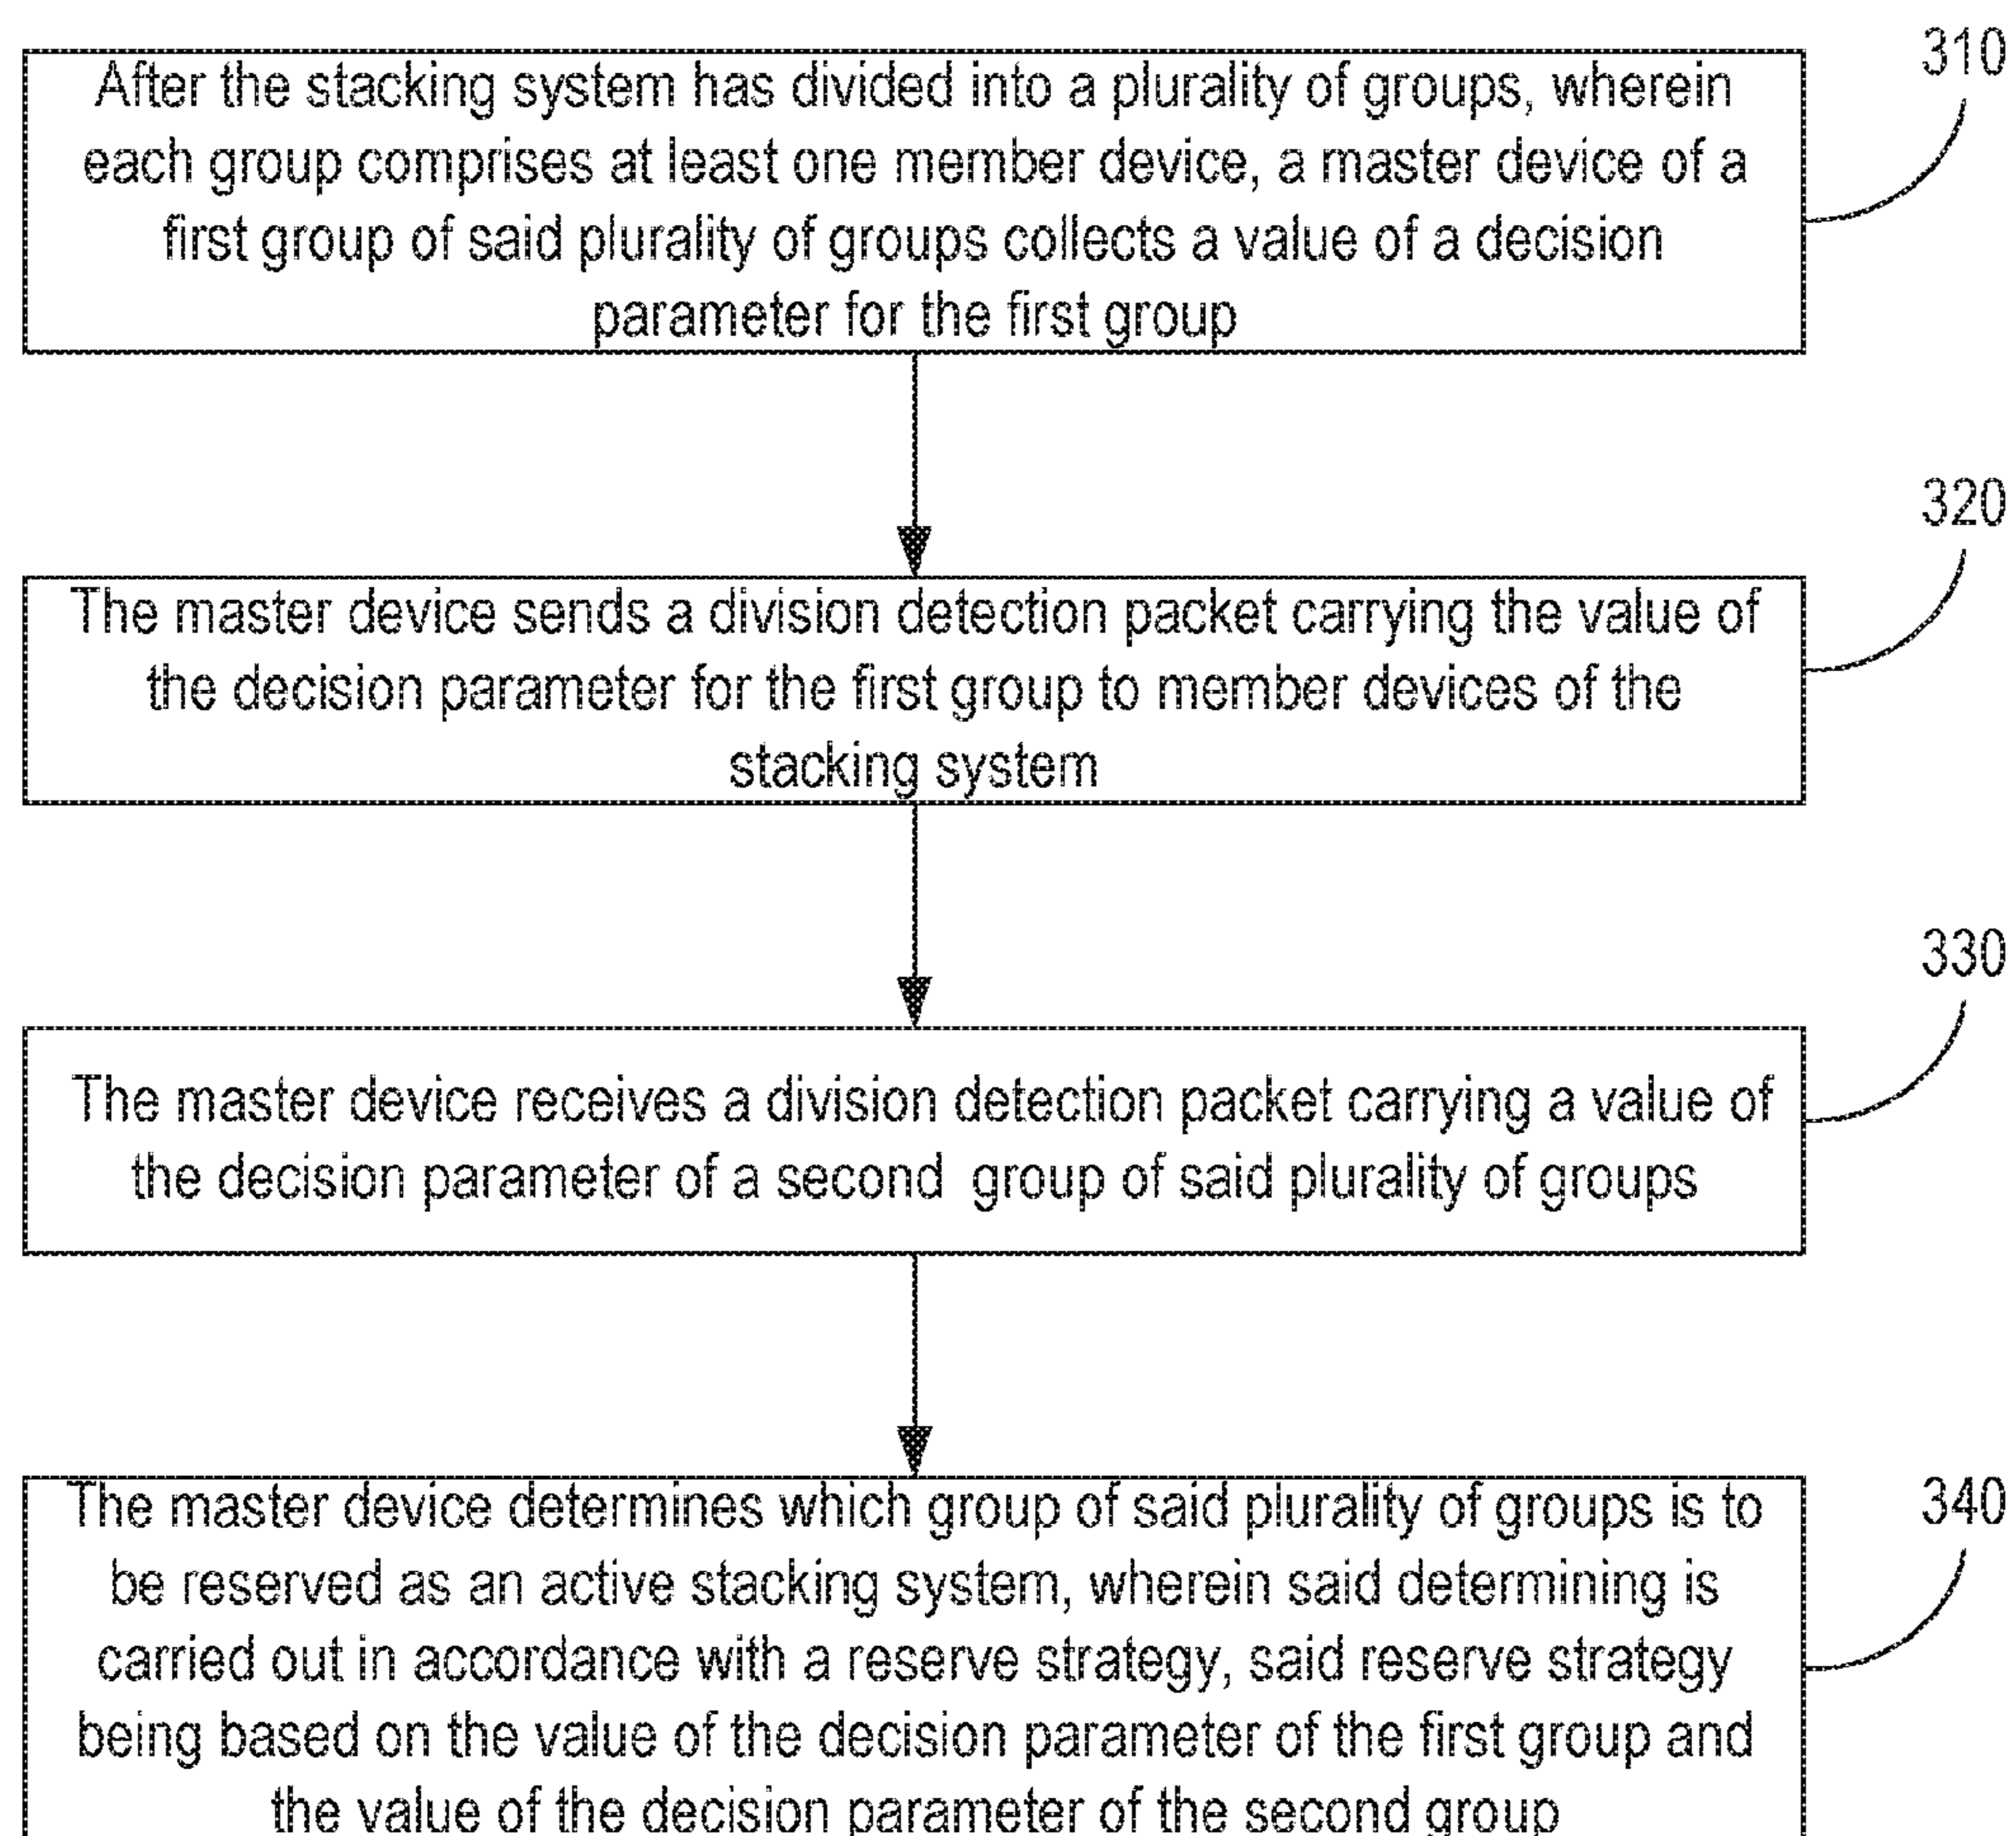 310
After the stacking system has divided into a plurality of groups, wherein
each group comprises at least one member device, a master device of a
first group of said plurality of groups collects a value of a decision
parameter for the first group
320
The master device sends a division detection packet carrying the value of
the decision parameter for the first group to member devices of the
stacking system
330
The master device receives a division detection packet carrying a value of
the decision parameter of a second group of said plurality of groups
340
The master device determines which group of said plurality of groups is to
be reserved as an active stacking system, wherein said determining is
carried out in accordance with a reserve strategy, said reserve strategy
being based on the value of the decision parameter of the first group and
the value of the decision parameter of the second group